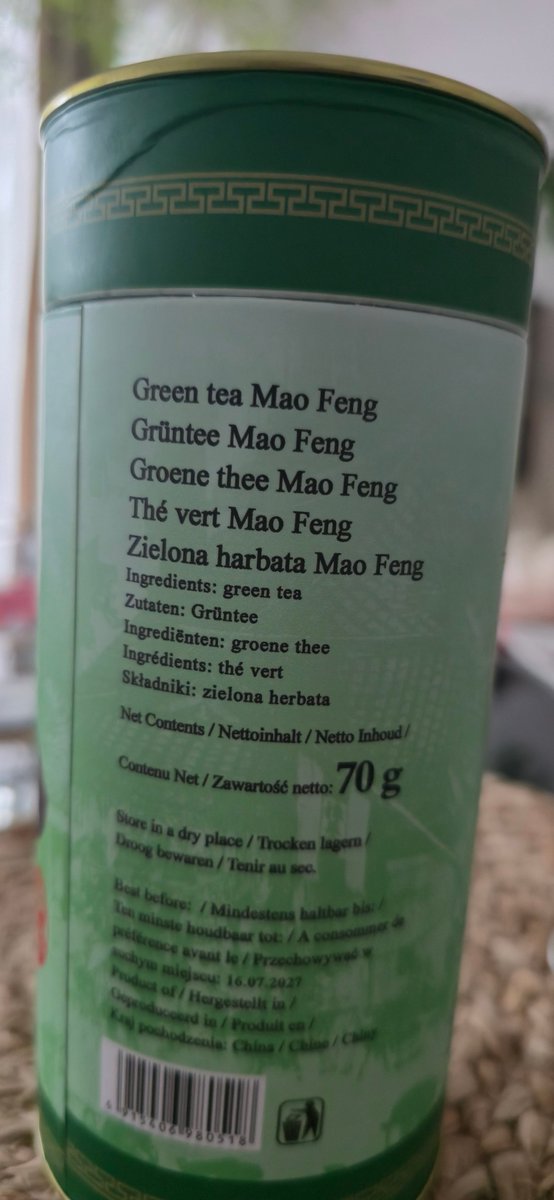 Green tea Mao Feng
Grüntee Mao Feng
Groene thee Mao Feng
Thé vert Mao Feng
Zielona harbata Mao Feng
Ingredients: green tea
Zutaten: Grüntee
Ingrediënten: groene thee
Ingrédients: thé vert
Składniki: zielona herbata
Net Contents / Nettoinhalt / Netto Inhoud /
Contenu Net / Zawartość netto: 70 g
Store in a dry place / Trocken lagern /
Droog bewaren / Tenir au sec.
Best before: / Mindestens haltbar bis: /
Ten minste houdbaar tot: / A consommer de
préférence avant le / Przechowywać w
suchym miejscu: 16.07.2027
Product of / Hergestellt in /
Geproduceerd in / Produit en /
Kraj pochodzenia: China / Chine / Chiny
6 915406 980518